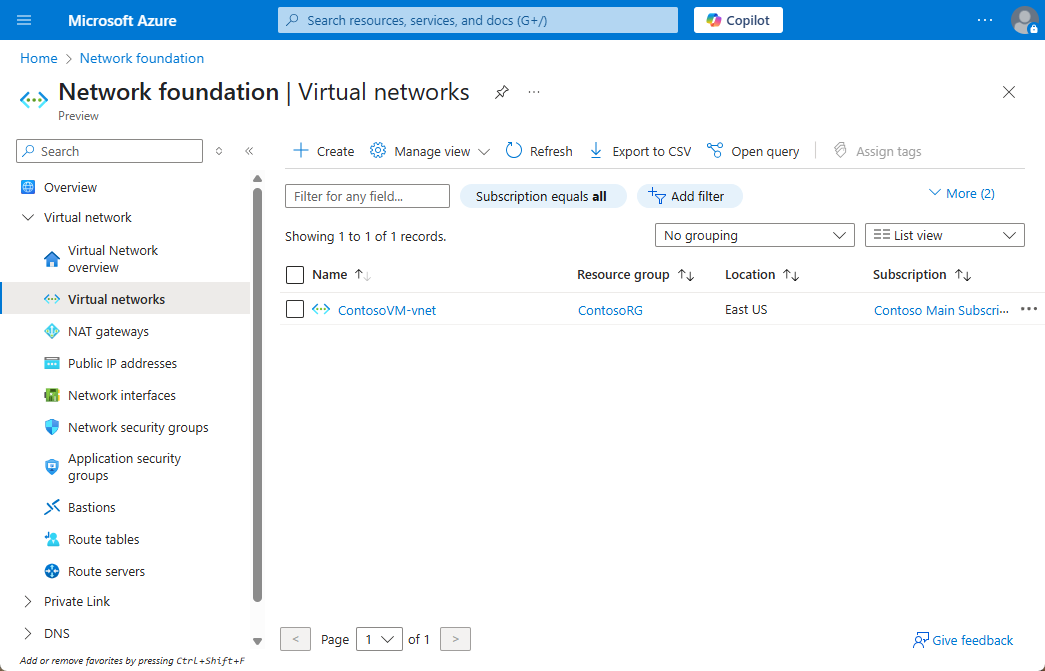 Microsoft Azure
Search resources, services, and docs (G+/)
Copilot
Home > Network foundation
Network foundation | Virtual networks
Preview
Search
Overview
Virtual network
Virtual Network
overview
Virtual networks
NAT gateways
Public IP addresses
Network interfaces
Network security groups
Application security
groups
Bastions
Route tables
Route servers
Private Link
DNS
Add or remove favorites by pressing Ctrl+Shift+F
Create Manage view Refresh Export to CSV Open query Assign tags
Filter for any field... Subscription equals all Add filter More (2)
Showing 1 to 1 of 1 records. No grouping List view
Name Resource group Location Subscription
ContosoVM-vnet ContosoRG East US Contoso Main Subscri···
< Page 1 of 1 >
Give feedback